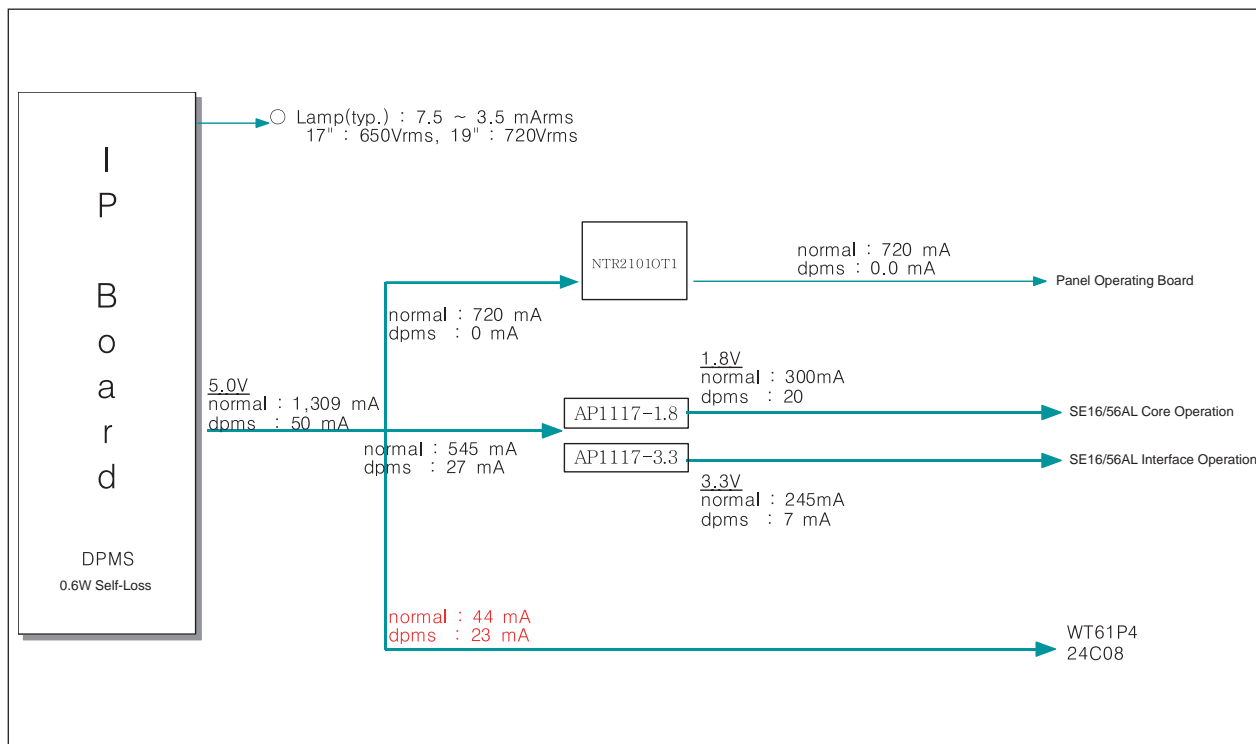 IP Board
DPMS
0.6W Self-Loss
○ Lamp(typ.) : 7.5 ~ 3.5 mArms
17" : 650Vrms, 19" : 720Vrms
NTR2101OT1
normal : 720 mA
dpms : 0.0 mA
Panel Operating Board
normal : 720 mA
dpms : 0 mA
5.0V
normal : 1,309 mA
dpms : 50 mA
normal : 545 mA
dpms : 27 mA
AP1117-1.8
AP1117-3.3
1.8V
normal : 300mA
dpms : 20
SE16/56AL Core Operation
SE16/56AL Interface Operation
3.3V
normal : 245mA
dpms : 7 mA
normal : 44 mA
dpms : 23 mA
WT61P4
24C08